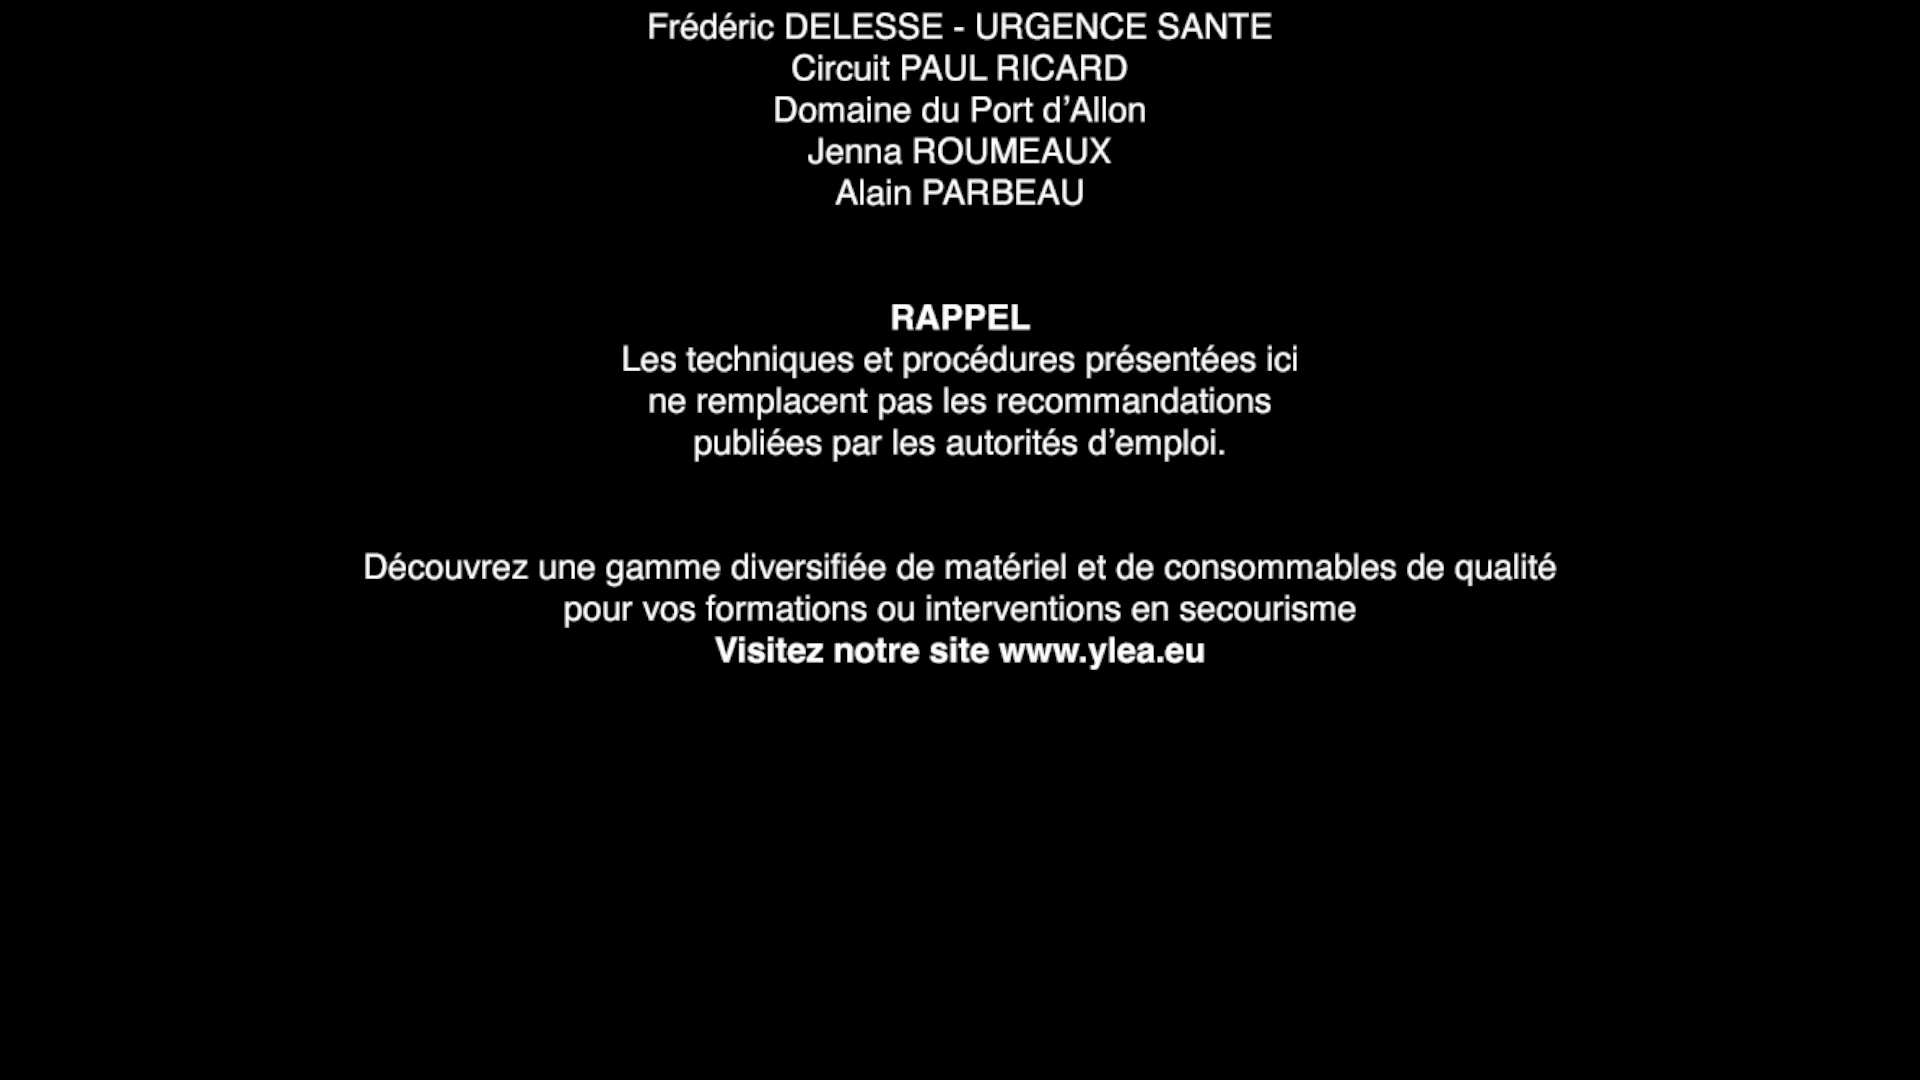 Frédéric DELESSE - URGENCE SANTE
Circuit PAUL RICARD
Domaine du Port d’Allon
Jenna ROUMEAUX
Alain PARBEAU
RAPPEL
Les techniques et procédures présentées ici
ne remplacent pas les recommandations
publiées par les autorités d’emploi.
Découvrez une gamme diversifiée de matériel et de consommables de qualité
pour vos formations ou interventions en secourisme
Visitez notre site www.ylea.eu